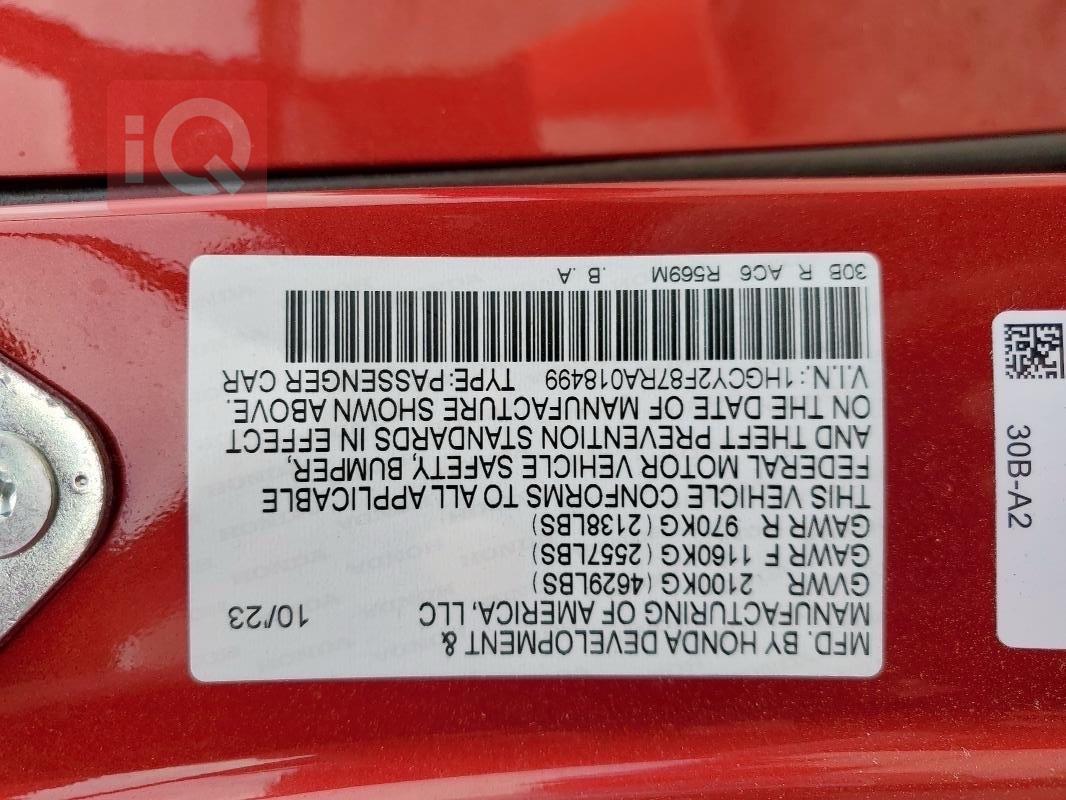 iQ
MFD. BY HONDA DEVELOPMENT &
MANUFACTURING OF AMERICA, LLC 10/23
GVWR 2100KG (4629LBS)
GAWR F 1160KG (2557LBS)
GAWR R 970KG (2138LBS)
THIS VEHICLE CONFORMS TO ALL APPLICABLE
FEDERAL MOTOR VEHICLE SAFETY, BUMPER,
AND THEFT PREVENTION STANDARDS IN EFFECT
ON THE DATE OF MANUFACTURE SHOWN ABOVE.
V.I.N.:1HGCY2F87RA018499 TYPE:PASSENGER CAR
30B R AC6 R569M .B .A
30B-A2